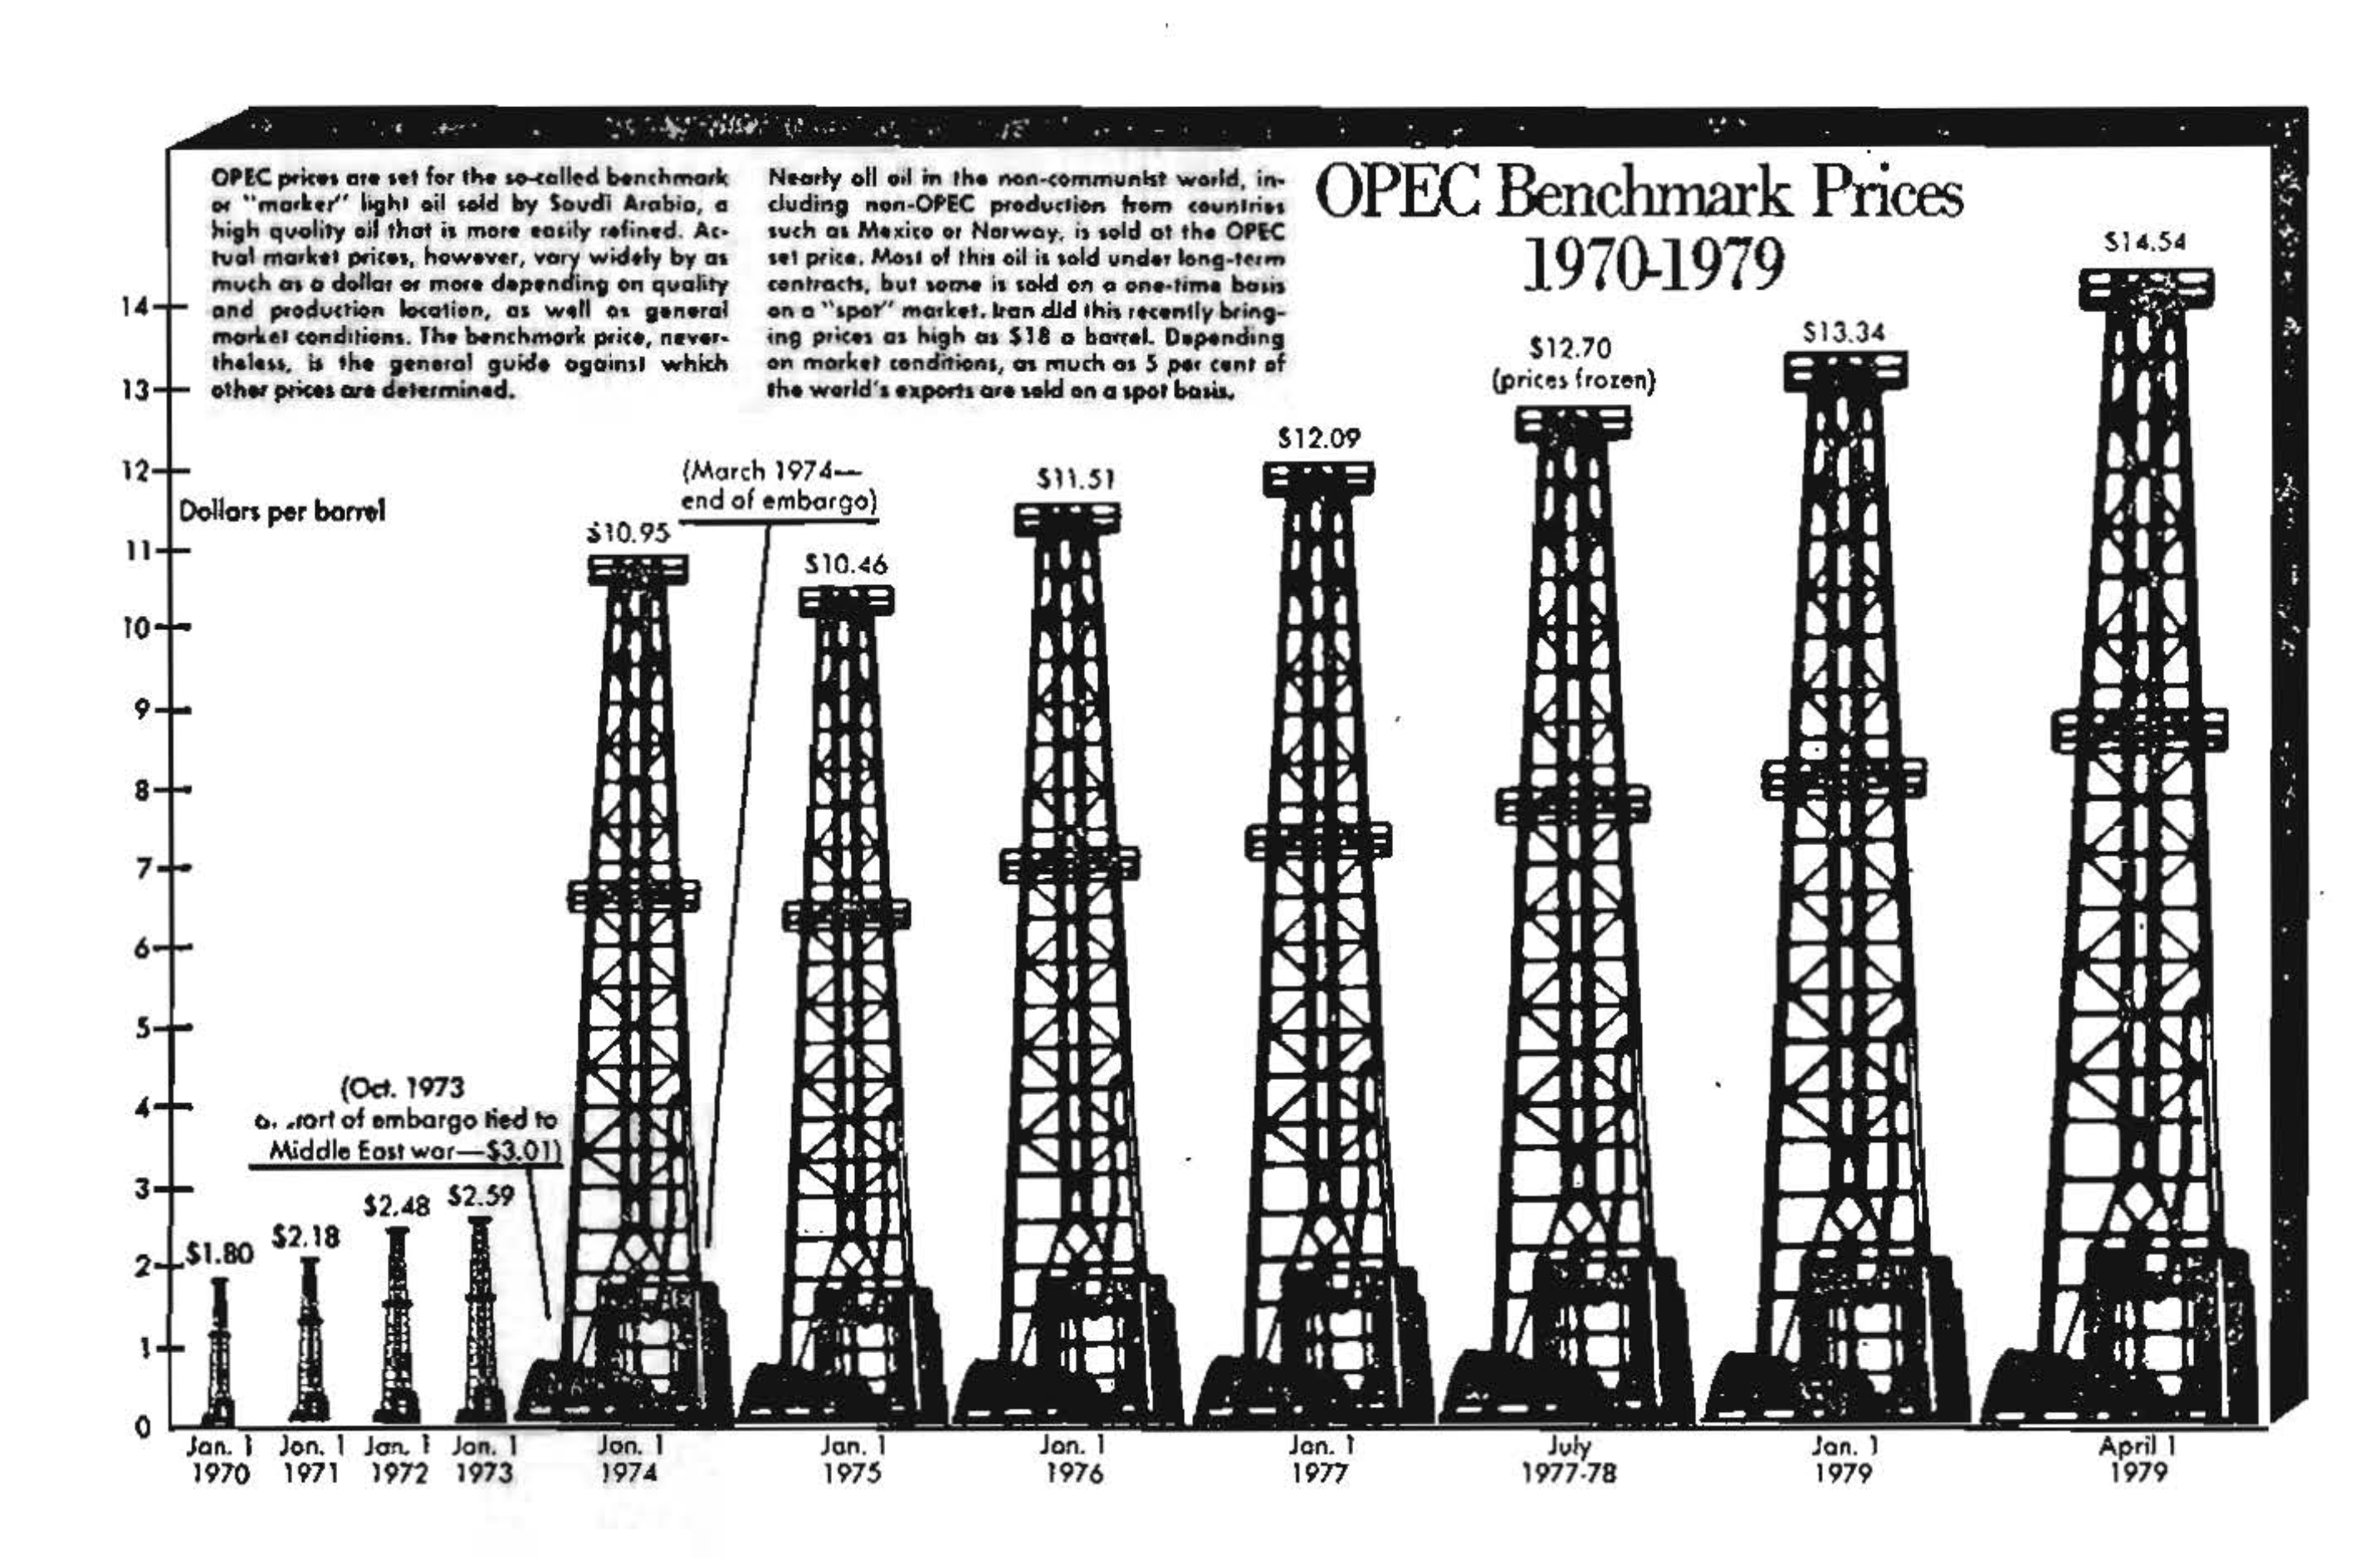 OPEC prices are set for the so-called benchmark
or "marker" light oil sold by Saudi Arabia, a
high quality oil that is more easily refined. Ac-
tual market prices, however, vary widely by as
much as a dollar or more depending on quality
and production location, as well as general
market conditions. The benchmark price, never-
theless, is the general guide against which
other prices are determined.
Nearly all oil in the non-communist world, in-
cluding non-OPEC production from countries
such as Mexico or Norway, is sold at the OPEC
set price. Most of this oil is sold under long-term
contracts, but some is sold on a one-time basis
on a "spot" market. Iran did this recently bring-
ing prices as high as $18 a barrel. Depending
on market conditions, as much as 5 per cent of
the world's exports are sold on a spot basis.
OPEC Benchmark Prices
1970-1979
Dollars per barrel
14
13
12
11
10
9
8
7
6
5
4
3
2
1
0
$1.80
$2.18
$2.48
$2.59
(Oct. 1973
of embargo tied to
Middle East war—$3.01)
$10.95
(March 1974—
end of embargo)
$10.46
$11.51
$12.09
$12.70
(prices frozen)
$13.34
$14.54
Jan. 1
1970
Jan. 1
1971
Jan. 1
1972
Jan. 1
1973
Jan. 1
1974
Jan. 1
1975
Jan. 1
1976
Jan. 1
1977
July
1977-78
Jan. 1
1979
April 1
1979